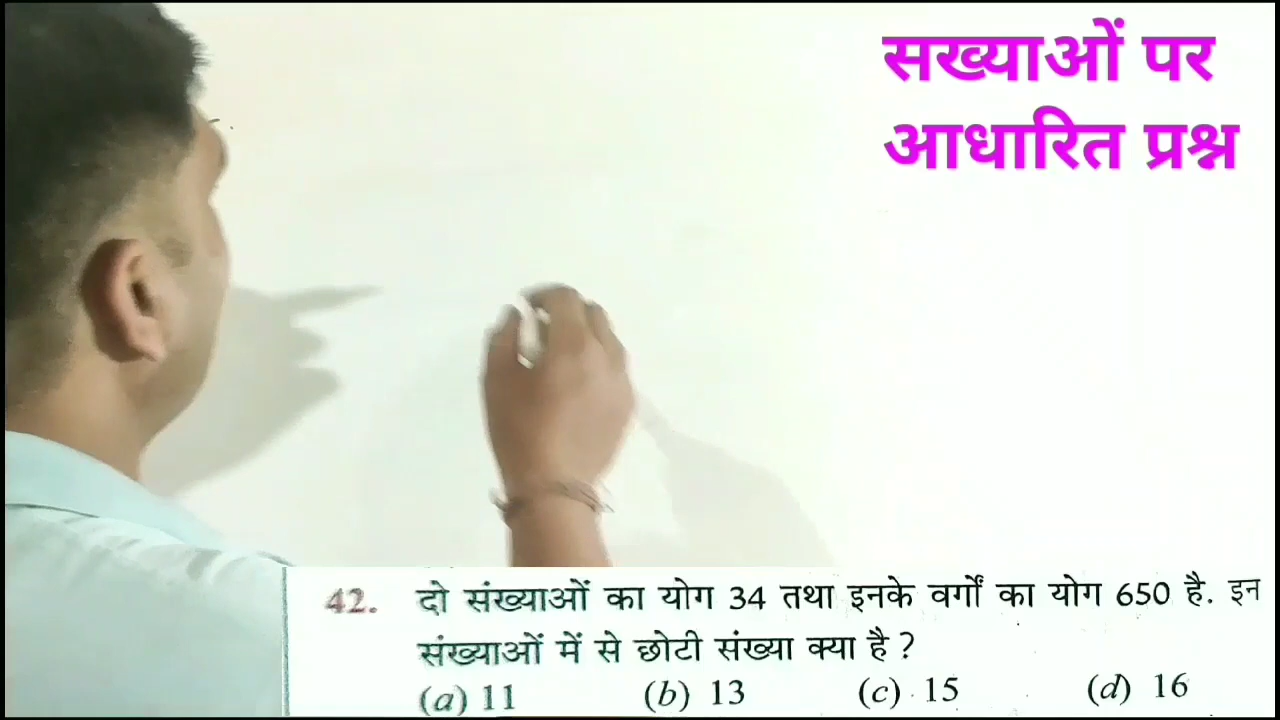 सख्याओं पर
आधारित प्रश्न
42. दो संख्याओं का योग 34 तथा इनके वर्गों का योग 650 है. इन
संख्याओं में से छोटी संख्या क्या है ?
(a) 11 (b) 13 (c) 15 (d) 16